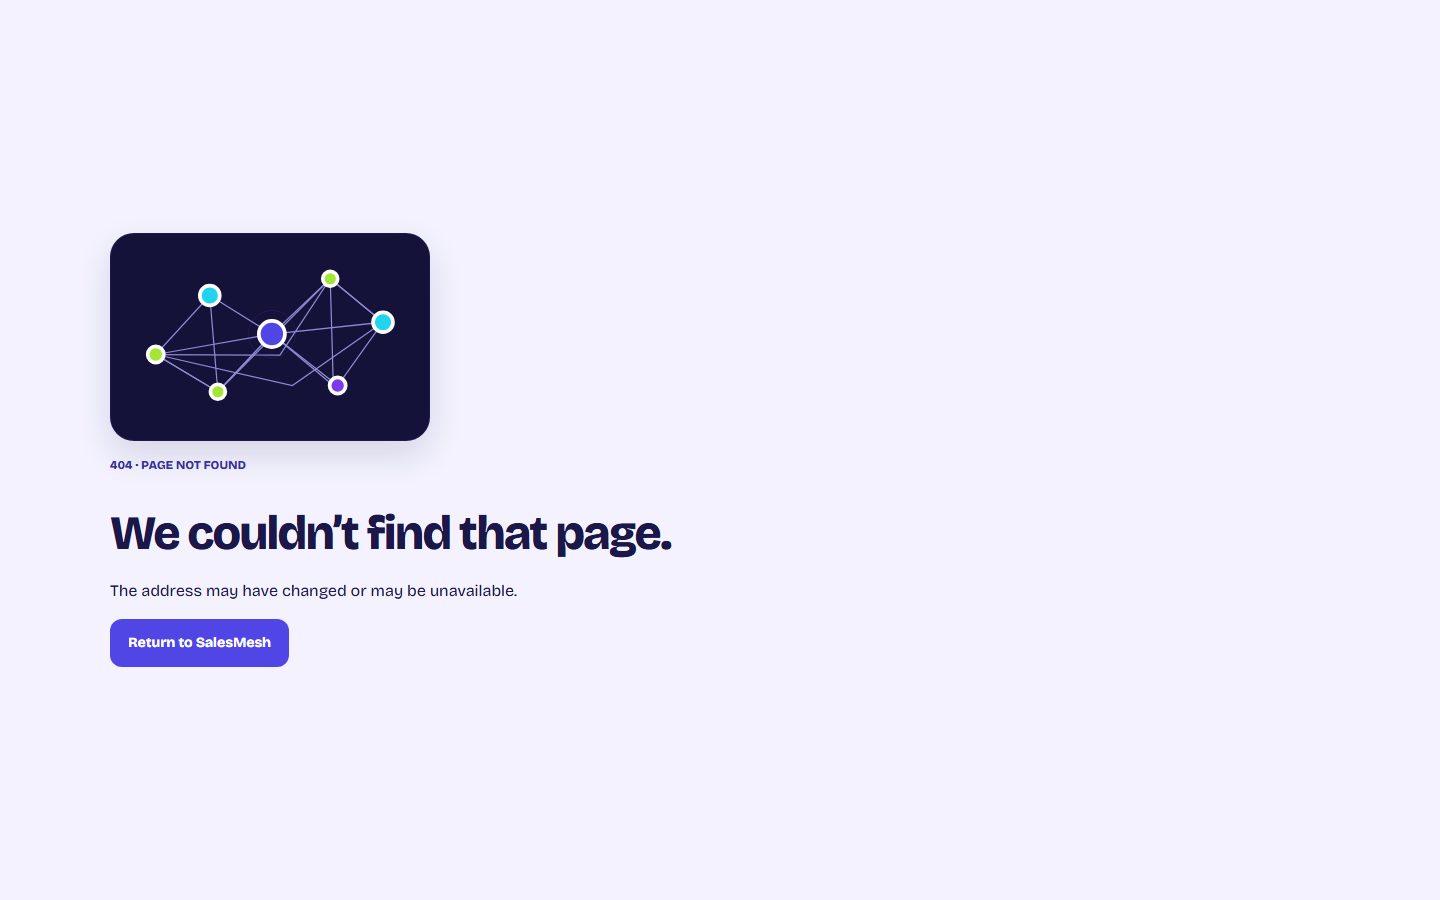 404 · PAGE NOT FOUND
We couldn’t find that page.
The address may have changed or may be unavailable.
Return to SalesMesh